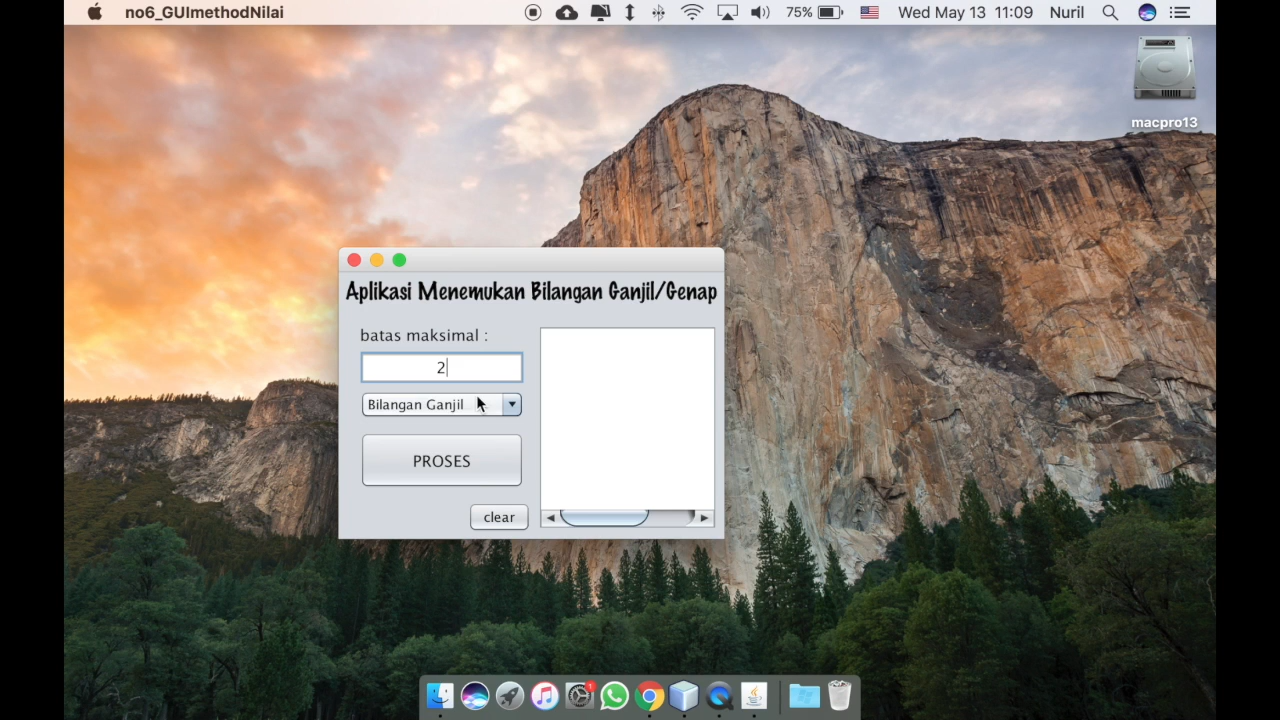 no6_GUImethodNilai 75% Wed May 13 11:09 Nuril
macpro13
Aplikasi Menemukan Bilangan Ganjil/Genap
batas maksimal :
2
Bilangan Ganjil
PROSES
clear
1